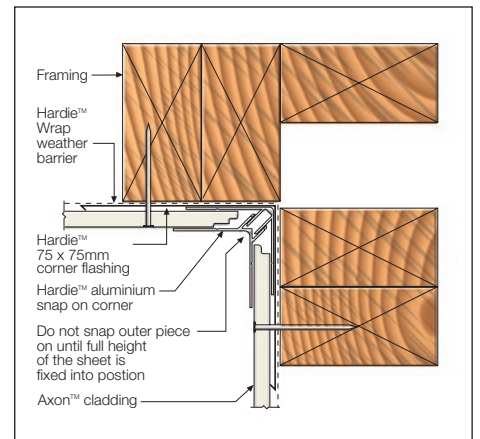 Framing
Hardie™
Wrap
weather
barrier
Hardie™
75 x 75mm
corner flashing
Hardie™ aluminium
snap on corner
Do not snap outer piece
on until full height
of the sheet is
fixed into postion
Axon™ cladding